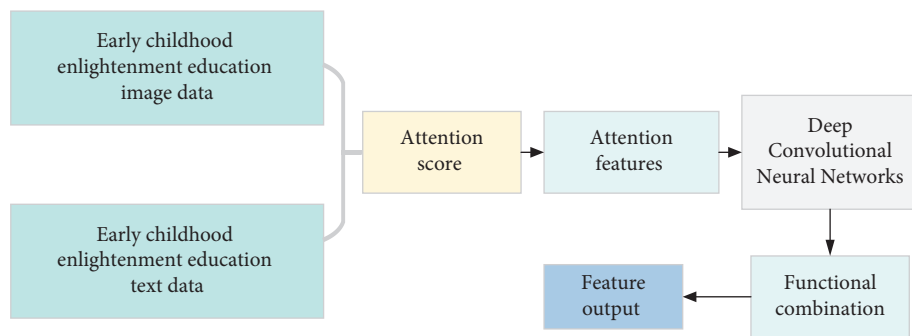 Early childhood
enlightenment education
image data
Early childhood
enlightenment education
text data
Attention
score
Attention
features
Deep
Convolutional
Neural Networks
Functional
combination
Feature
output